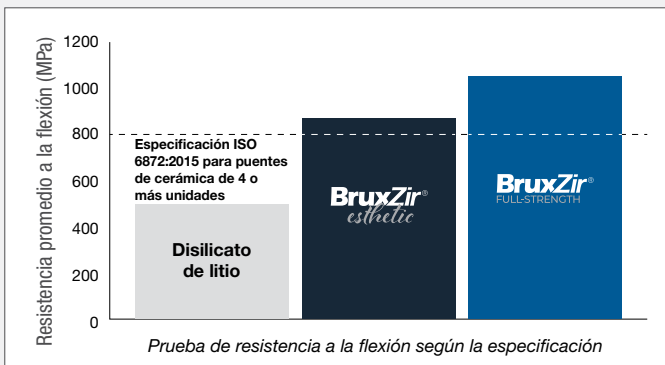 Resistencia promedio a la flexión (MPa)
1200
1000
800
600
400
200
0
Especificación ISO
6872:2015 para puentes
de cerámica de 4 o
más unidades
Disilicato
de litio
BruxZir®
esthetic
BruxZir®
FULL-STRENGTH
Prueba de resistencia a la flexión según la especificación